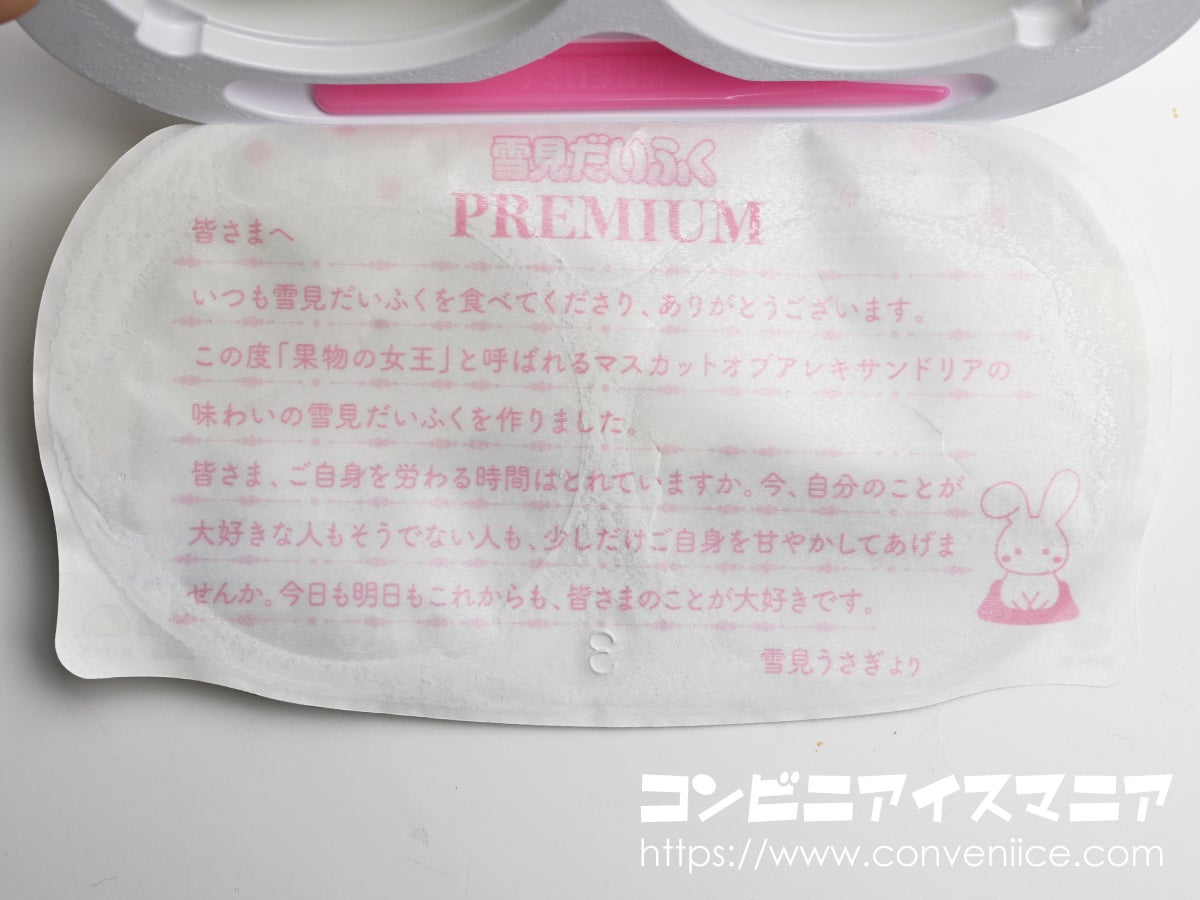 雪見だいふく
PREMIUM
皆さまへ
いつも雪見だいふくを食べてくださり、ありがとうございます。
この度「果物の女王」と呼ばれるマスカットオブアレキサンドリアの
味わいの雪見だいふくを作りました。
皆さま、ご自身を労わる時間はとれていますか。今、自分のことが
大好きな人もそうでない人も、少しだけご自身を甘やかしてあげま
せんか。今日も明日もこれからも、皆さまのことが大好きです。
雪見うさぎより
コンビニアイスマニア
https://www.conveniice.com